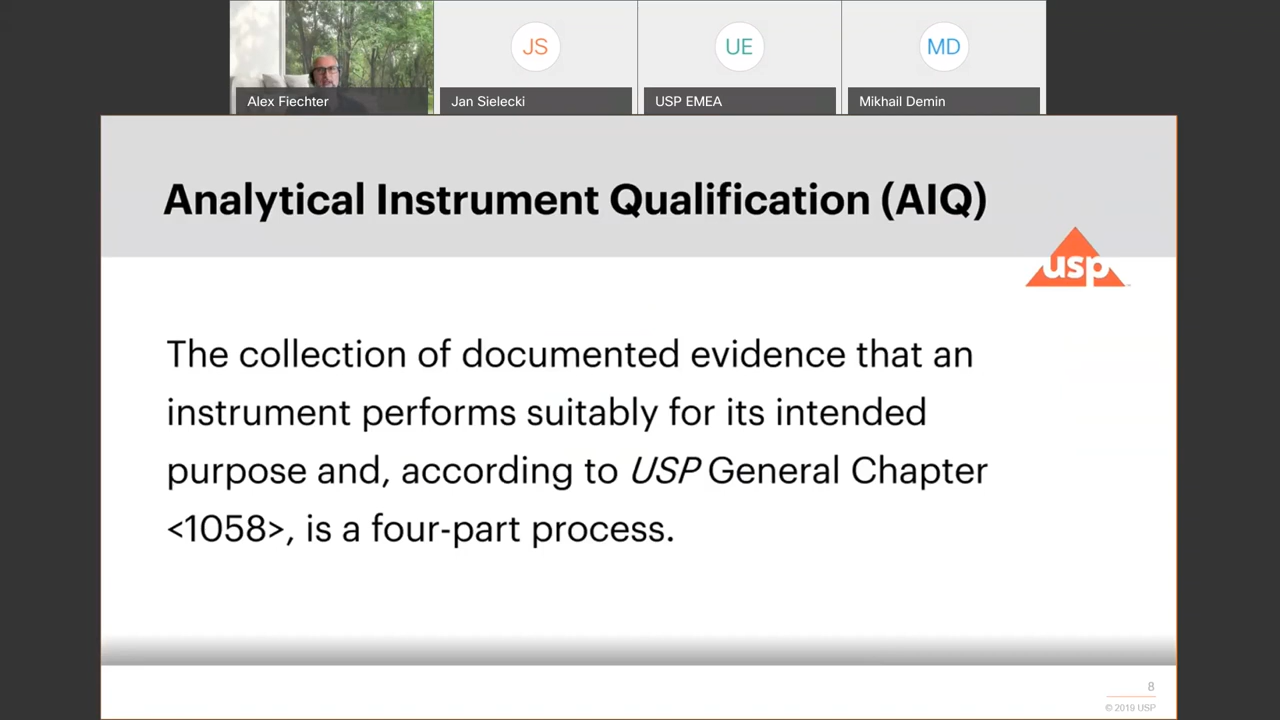 JS
UE
MD
Alex Fiechter
Jan Sielecki
USP EMEA
Mikhail Demin
Analytical Instrument Qualification (AIQ)
usp
The collection of documented evidence that an
instrument performs suitably for its intended
purpose and, according to USP General Chapter
<1058>, is a four-part process.
8
© 2019 USP